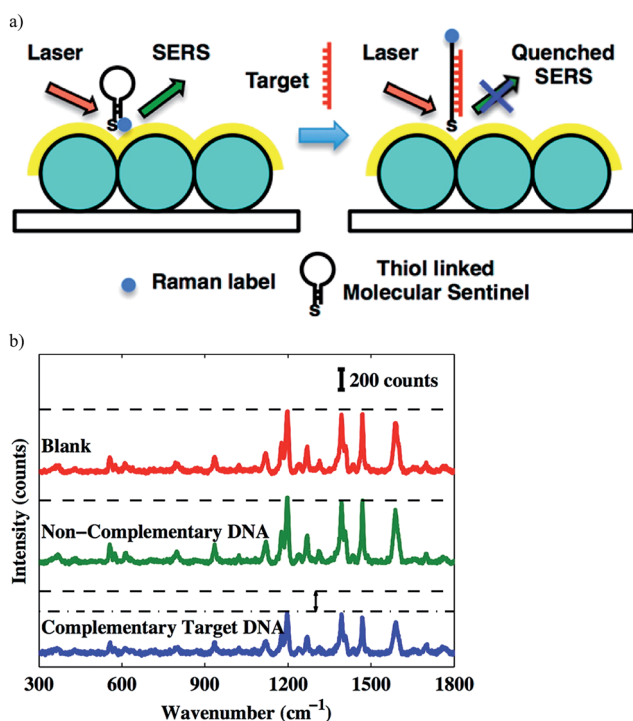 a)
Laser
SERS
Target
Laser
Quenched
SERS
S
S
Raman label
S
Thiol linked
Molecular Sentinel
b)
200 counts
Blank
Non−Complementary DNA
Complementary Target DNA
Intensity (counts)
300 600 900 1200 1500 1800
Wavenumber (cm⁻¹)